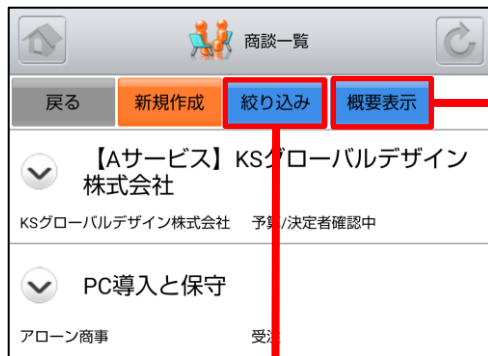 商談一覧
戻る 新規作成 絞り込み 概要表示
【Aサービス】KSグローバルデザイン
株式会社
KSグローバルデザイン株式会社 予算/決定者確認中
PC導入と保守
アローン商事 受注